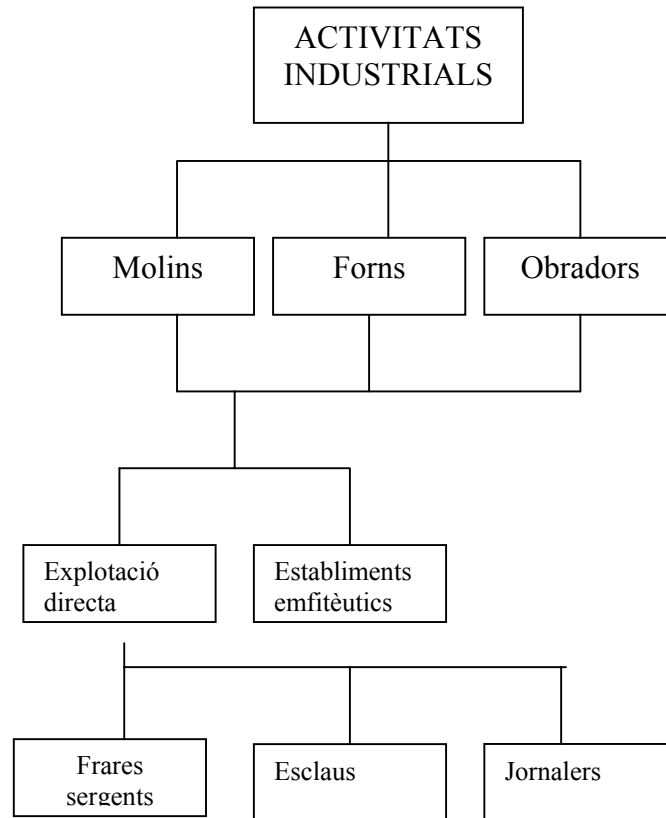 ACTIVITATS
INDUSTRIALS
Molins
Forns
Obradors
Explotació
directa
Establiments
emfitèutics
Frares
sergents
Esclaus
Jornalers